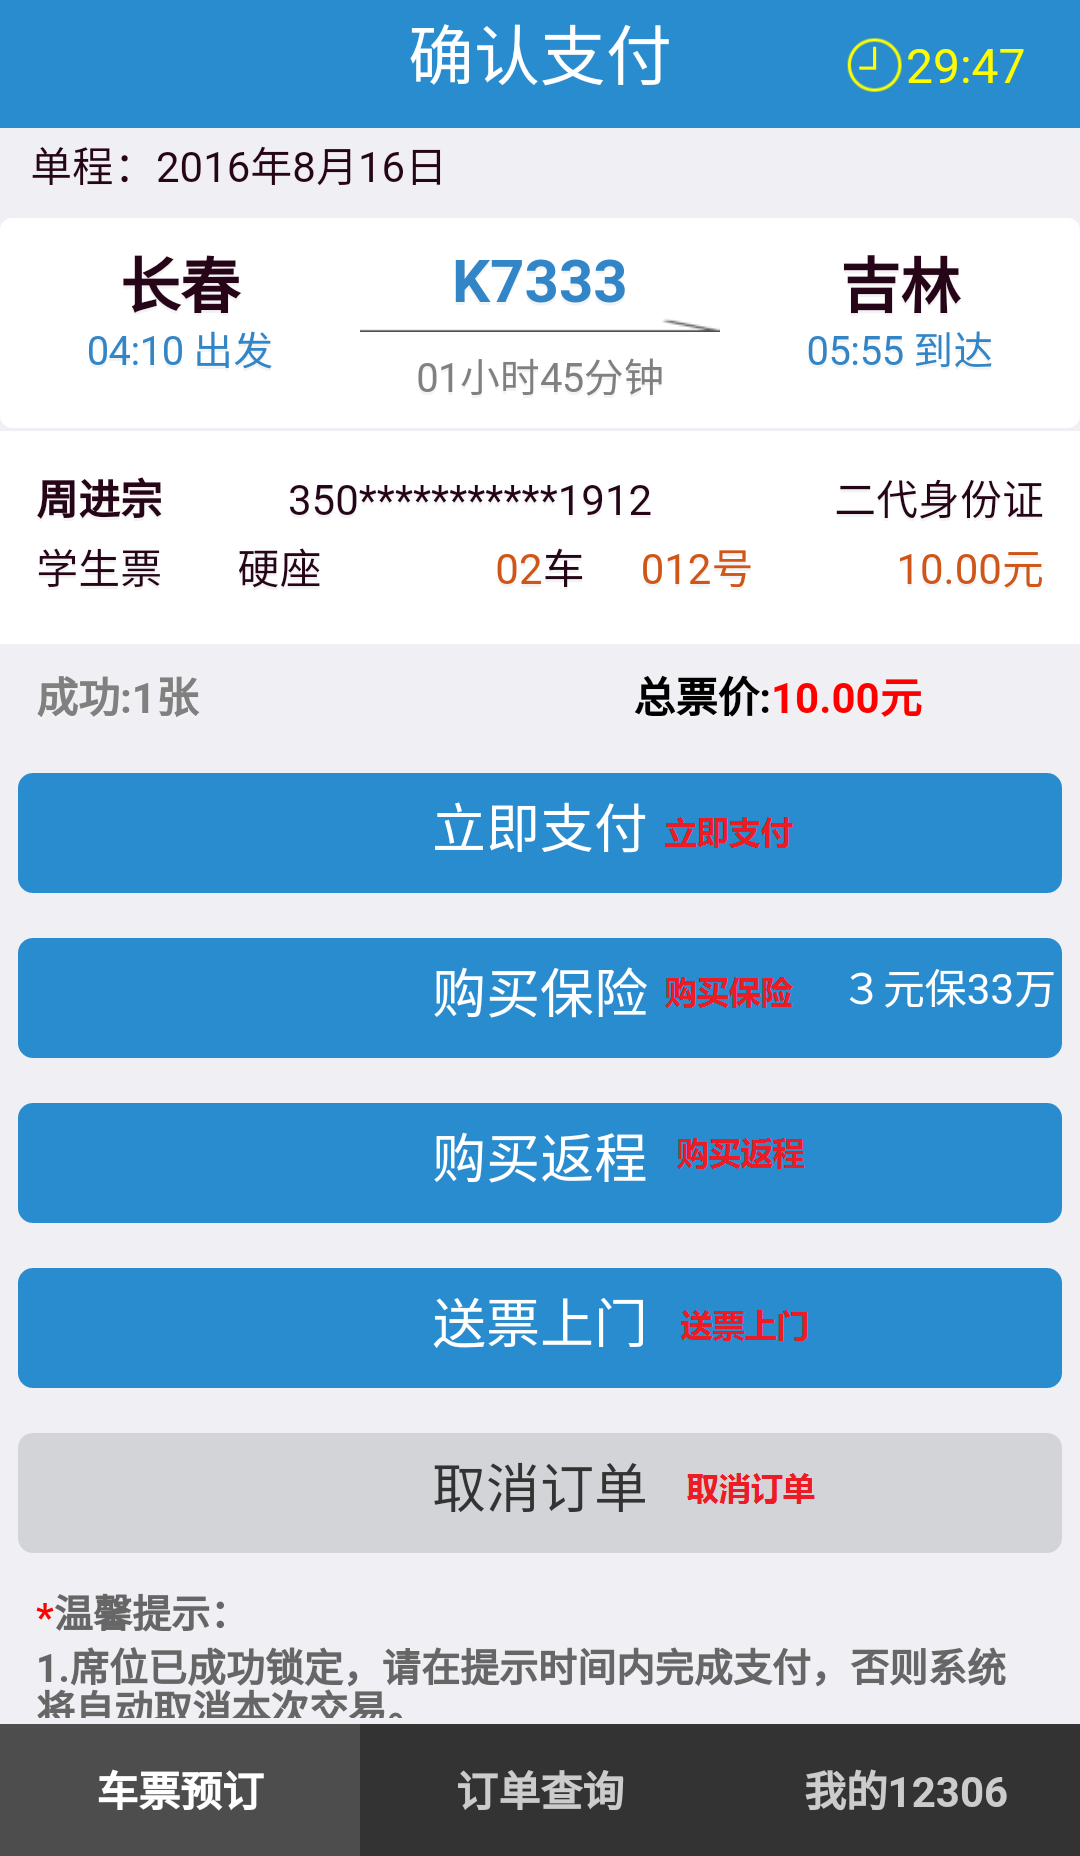 确认支付 29:47
单程：2016年8月16日
长春 K7333 吉林
04:10 出发 01小时45分钟 05:55 到达
周进宗 350***********1912 二代身份证
学生票 硬座 02车 012号 10.00元
成功:1张 总票价:10.00元
立即支付 立即支付
购买保险 购买保险 ３元保33万
购买返程 购买返程
送票上门 送票上门
取消订单 取消订单
*温馨提示：
1.席位已成功锁定，请在提示时间内完成支付，否则系统
将自动取消本次交易。
车票预订 订单查询 我的12306